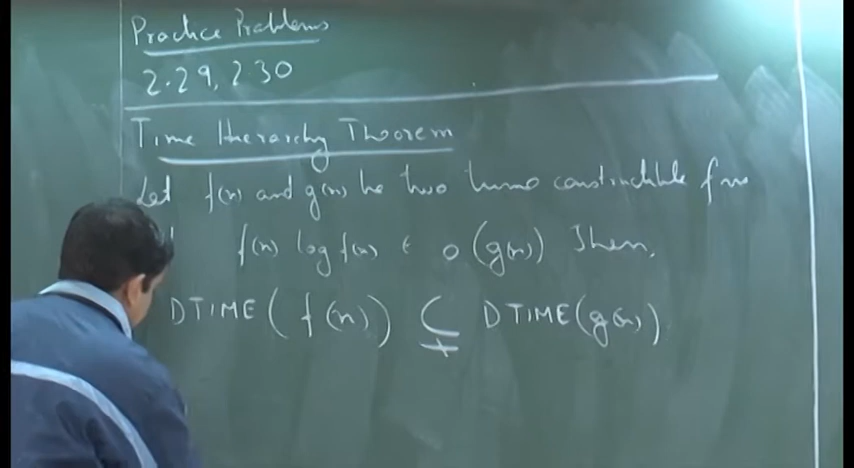 Practice Problems
2.29, 2.30
Time Hierarchy Theorem
Let f(n) and g(n) be two time constructible fns
f(n) log f(n) ∈ o(g(n)) Then,
DTIME(f(n)) ⊊ DTIME(g(n))